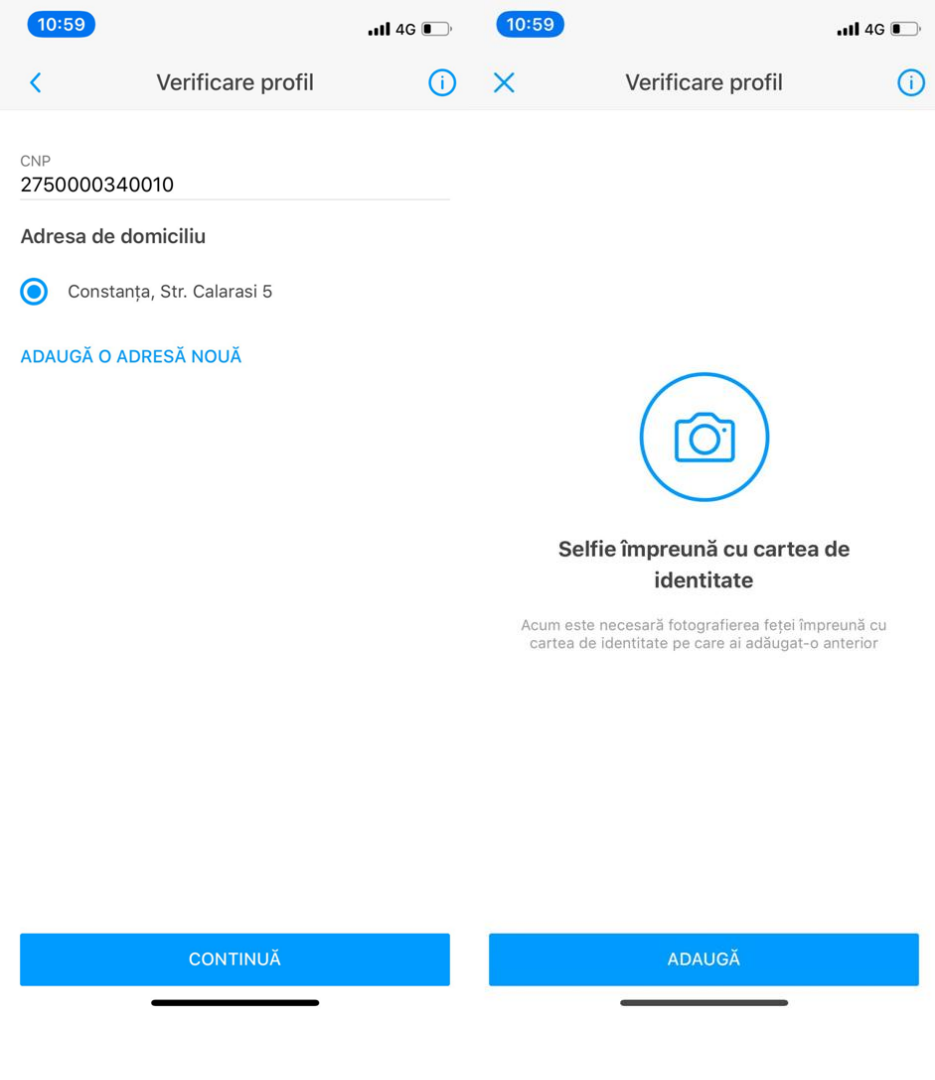 10:59
4G
Verificare profil
CNP
2750000340010
Adresa de domiciliu
Constanța, Str. Calarasi 5
ADAUGĂ O ADRESĂ NOUĂ
CONTINUĂ
10:59
4G
Verificare profil
Selfie împreună cu cartea de
identitate
Acum este necesară fotografierea feței împreună cu
cartea de identitate pe care ai adăugat-o anterior
ADAUGĂ